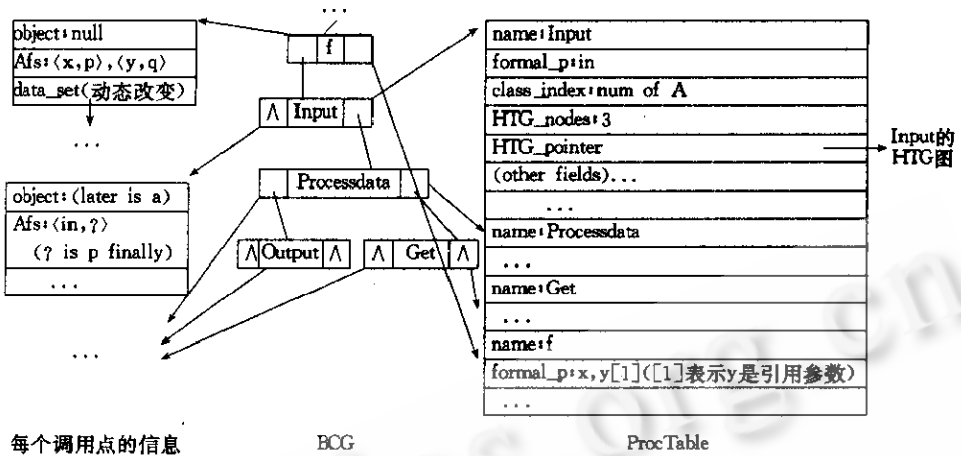 ...
object:null
Afs:⟨x,p⟩,⟨y,q⟩
data_set(动态改变)
...
object:(later is a)
Afs:⟨in,?⟩
(? is p finally)
...
...
每个调用点的信息
f
∧ Input
Processdata
∧ Output ∧
∧ Get ∧
BCG
name:Input
formal_p:in
class_index:num of A
HTG_nodes:3
HTG_pointer
(other fields)...
...
name:Processdata
...
name:Get
...
name:f
formal_p:x,y[1]([1]表示y是引用参数)
...
ProcTable
Input的
HTG图